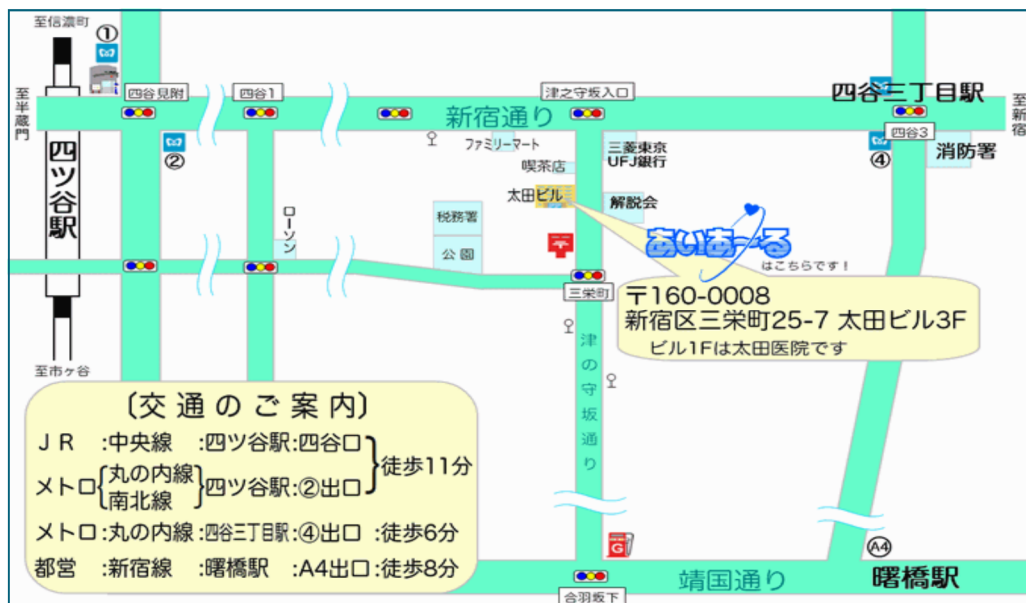 至信濃町
①
至半蔵門
四谷見附
四谷1
津之守坂入口
四谷三丁目駅
至新宿
新宿通り
四谷3
②
ファミリーマート
三菱東京
UFJ銀行
④
消防署
四ツ谷駅
喫茶店
太田ビル
解説会
ローソン
税務署
公園
あいあ〜る
はこちらです!
三栄町
〒160-0008
新宿区三栄町25-7 太田ビル3F
ビル1Fは太田医院です
至市ヶ谷
津の守坂通り
〔交通のご案内〕
JR :中央線 :四ツ谷駅:四谷口
メトロ{丸の内線 南北線}四ツ谷駅:②出口
}徒歩11分
メトロ:丸の内線:四谷三丁目駅:④出口 :徒歩6分
都営 :新宿線 :曙橋駅 :A4出口:徒歩8分
G
A4
靖国通り
曙橋駅
合羽坂下